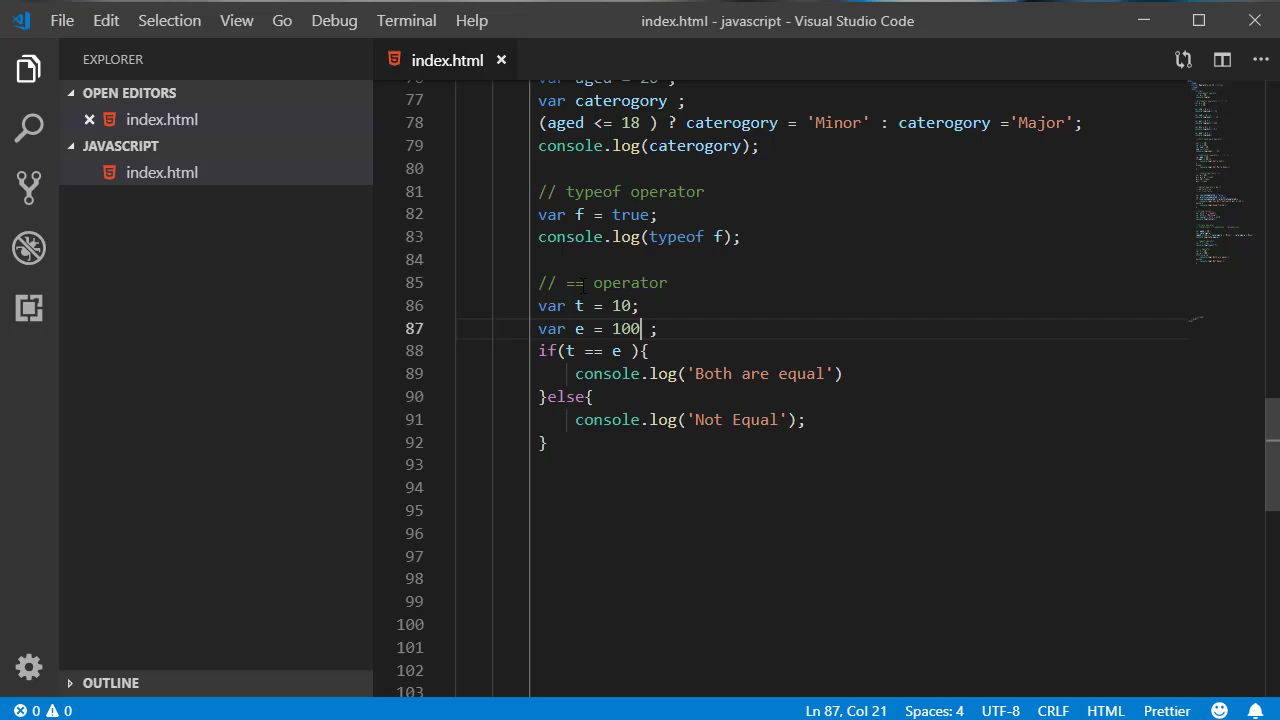 File Edit Selection View Go Debug Terminal Help index.html - javascript - Visual Studio Code
EXPLORER
OPEN EDITORS
index.html
JAVASCRIPT
index.html
OUTLINE
index.html
77 var caterogory ;
78 (aged <= 18 ) ? caterogory = 'Minor' : caterogory ='Major';
79 console.log(caterogory);
80
81 // typeof operator
82 var f = true;
83 console.log(typeof f);
84
85 // == operator
86 var t = 10;
87 var e = 100 ;
88 if(t == e ){
89 console.log('Both are equal')
90 }else{
91 console.log('Not Equal');
92 }
93
94
95
96
97
98
99
100
101
102
103
0 0 Ln 87, Col 21 Spaces: 4 UTF-8 CRLF HTML Prettier